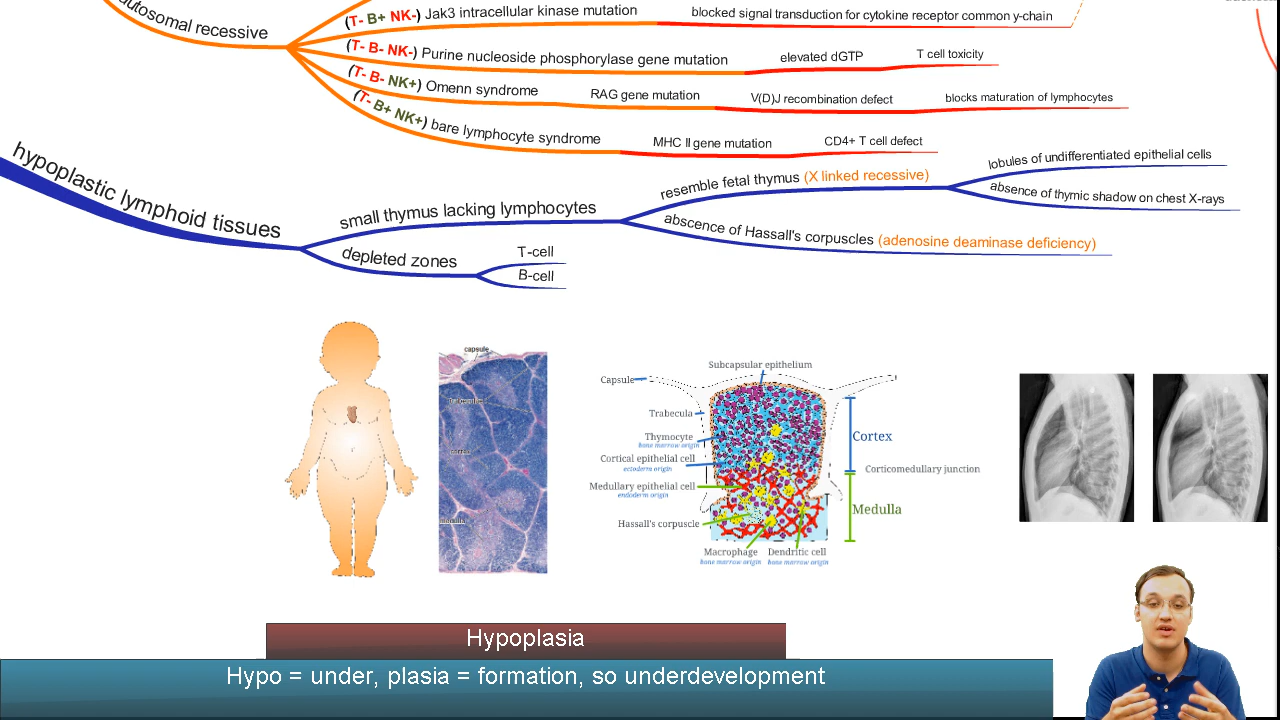 autosomal recessive
(T- B+ NK-) Jak3 intracellular kinase mutation
blocked signal transduction for cytokine receptor common y-chain
(T- B- NK-) Purine nucleoside phosphorylase gene mutation
elevated dGTP
T cell toxicity
(T- B- NK+) Omenn syndrome
RAG gene mutation
V(D)J recombination defect
blocks maturation of lymphocytes
(T- B+ NK+) bare lymphocyte syndrome
MHC II gene mutation
CD4+ T cell defect
hypoplastic lymphoid tissues
small thymus lacking lymphocytes
resemble fetal thymus (X linked recessive)
lobules of undifferentiated epithelial cells
absence of thymic shadow on chest X-rays
abscence of Hassall's corpuscles (adenosine deaminase deficiency)
depleted zones
T-cell
B-cell
capsule
cortex
medulla
Subcapsular epithelium
Capsule
Trabecula
Thymocyte
bone marrow origin
Cortical epithelial cell
ectoderm origin
Medullary epithelial cell
endoderm origin
Hassall's corpuscle
Macrophage
bone marrow origin
Dendritic cell
bone marrow origin
Cortex
Corticomedullary junction
Medulla
Hypoplasia
Hypo = under, plasia = formation, so underdevelopment